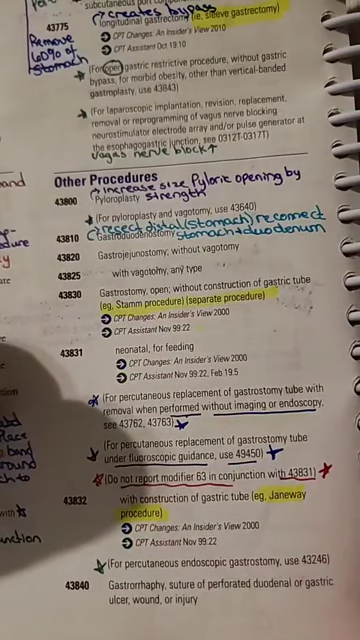 subcutaneous port comp
→creates bypass
43775 longitudinal gastrectomy (ie, sleeve gastrectomy)
Remove
60% of
stomach
CPT Changes: An Insider's View 2010
CPT Assistant Oct 19:10
(For open gastric restrictive procedure, without gastric
bypass, for morbid obesity, other than vertical-banded
gastroplasty, use 43843)
(For laparoscopic implantation, revision, replacement,
removal or reprogramming of vagus nerve blocking
neurostimulator electrode array and/or pulse generator at
the esophagogastric junction, see 0312T-0317T)
vagus nerve block↑
Other Procedures
increase size Pyloric opening by
43800 Pyloroplasty strength
(For pyloroplasty and vagotomy, use 43640)
resect distal (stomach) reconnect
43810 Gastroduodenostomy stomach+duodenum
43820 Gastrojejunostomy; without vagotomy
43825 with vagotomy, any type
43830 Gastrostomy, open; without construction of gastric tube
(eg, Stamm procedure) (separate procedure)
CPT Changes: An Insider's View 2000
CPT Assistant Nov 99:22
43831 neonatal, for feeding
CPT Changes: An Insider's View 2000
CPT Assistant Nov 99:22, Feb 19:5
(For percutaneous replacement of gastrostomy tube with
removal when performed without imaging or endoscopy,
see 43762, 43763)
(For percutaneous replacement of gastrostomy tube
under fluoroscopic guidance, use 49450)
(Do not report modifier 63 in conjunction with 43831)
43832 with construction of gastric tube (eg, Janeway
procedure)
CPT Changes: An Insider's View 2000
CPT Assistant Nov 99:22
(For percutaneous endoscopic gastrostomy, use 43246)
43840 Gastrorrhaphy, suture of perforated duodenal or gastric
ulcer, wound, or injury